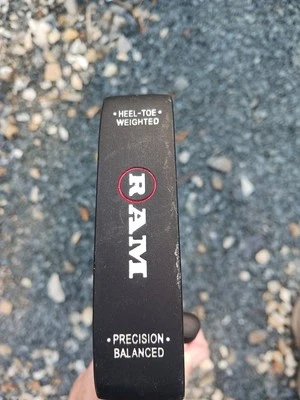 • HEEL-TOE •
WEIGHTED
RAM
• PRECISION •
BALANCED